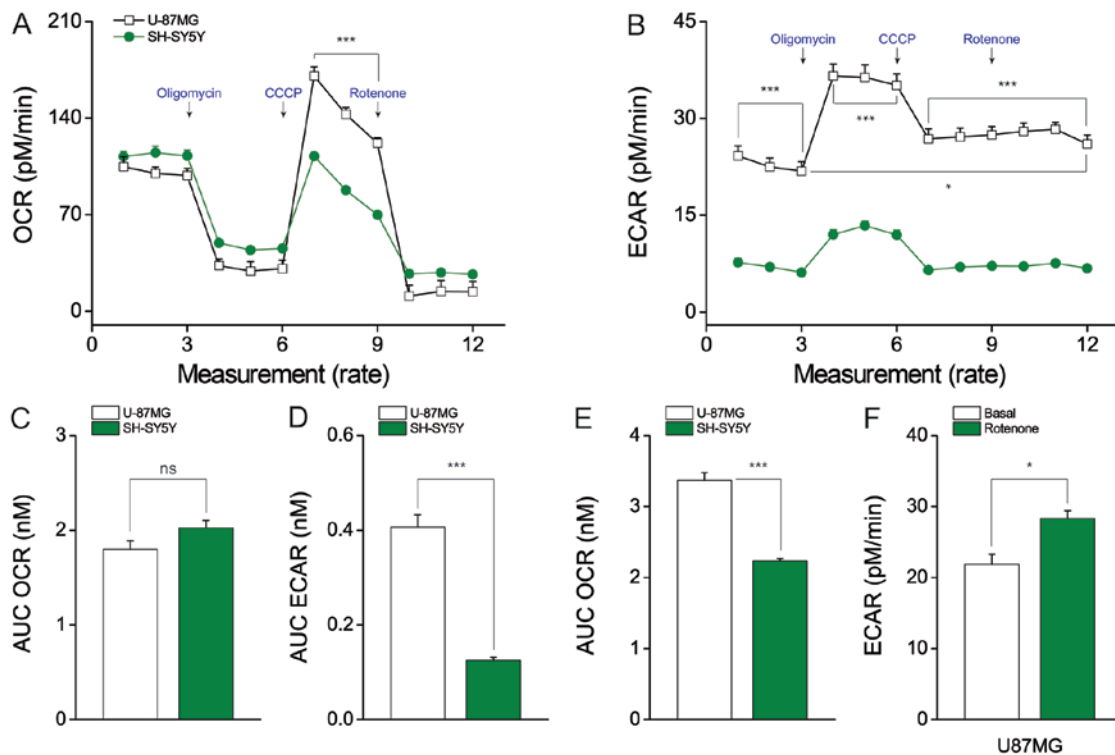 A
U-87MG
SH-SY5Y
OCR (pM/min)
210
140
70
0
Oligomycin
CCCP
Rotenone
***
0
3
6
9
12
Measurement (rate)
B
ECAR (pM/min)
45
30
15
0
Oligomycin
CCCP
Rotenone
***
***
***
*
0
3
6
9
12
Measurement (rate)
C
U-87MG
SH-SY5Y
AUC OCR (nM)
3
2
1
0
ns
D
U-87MG
SH-SY5Y
AUC ECAR (nM)
0.6
0.4
0.2
0.0
***
E
U-87MG
SH-SY5Y
AUC OCR (nM)
4
3
2
1
0
***
F
Basal
Rotenone
ECAR (pM/min)
40
30
20
10
0
*
U87MG